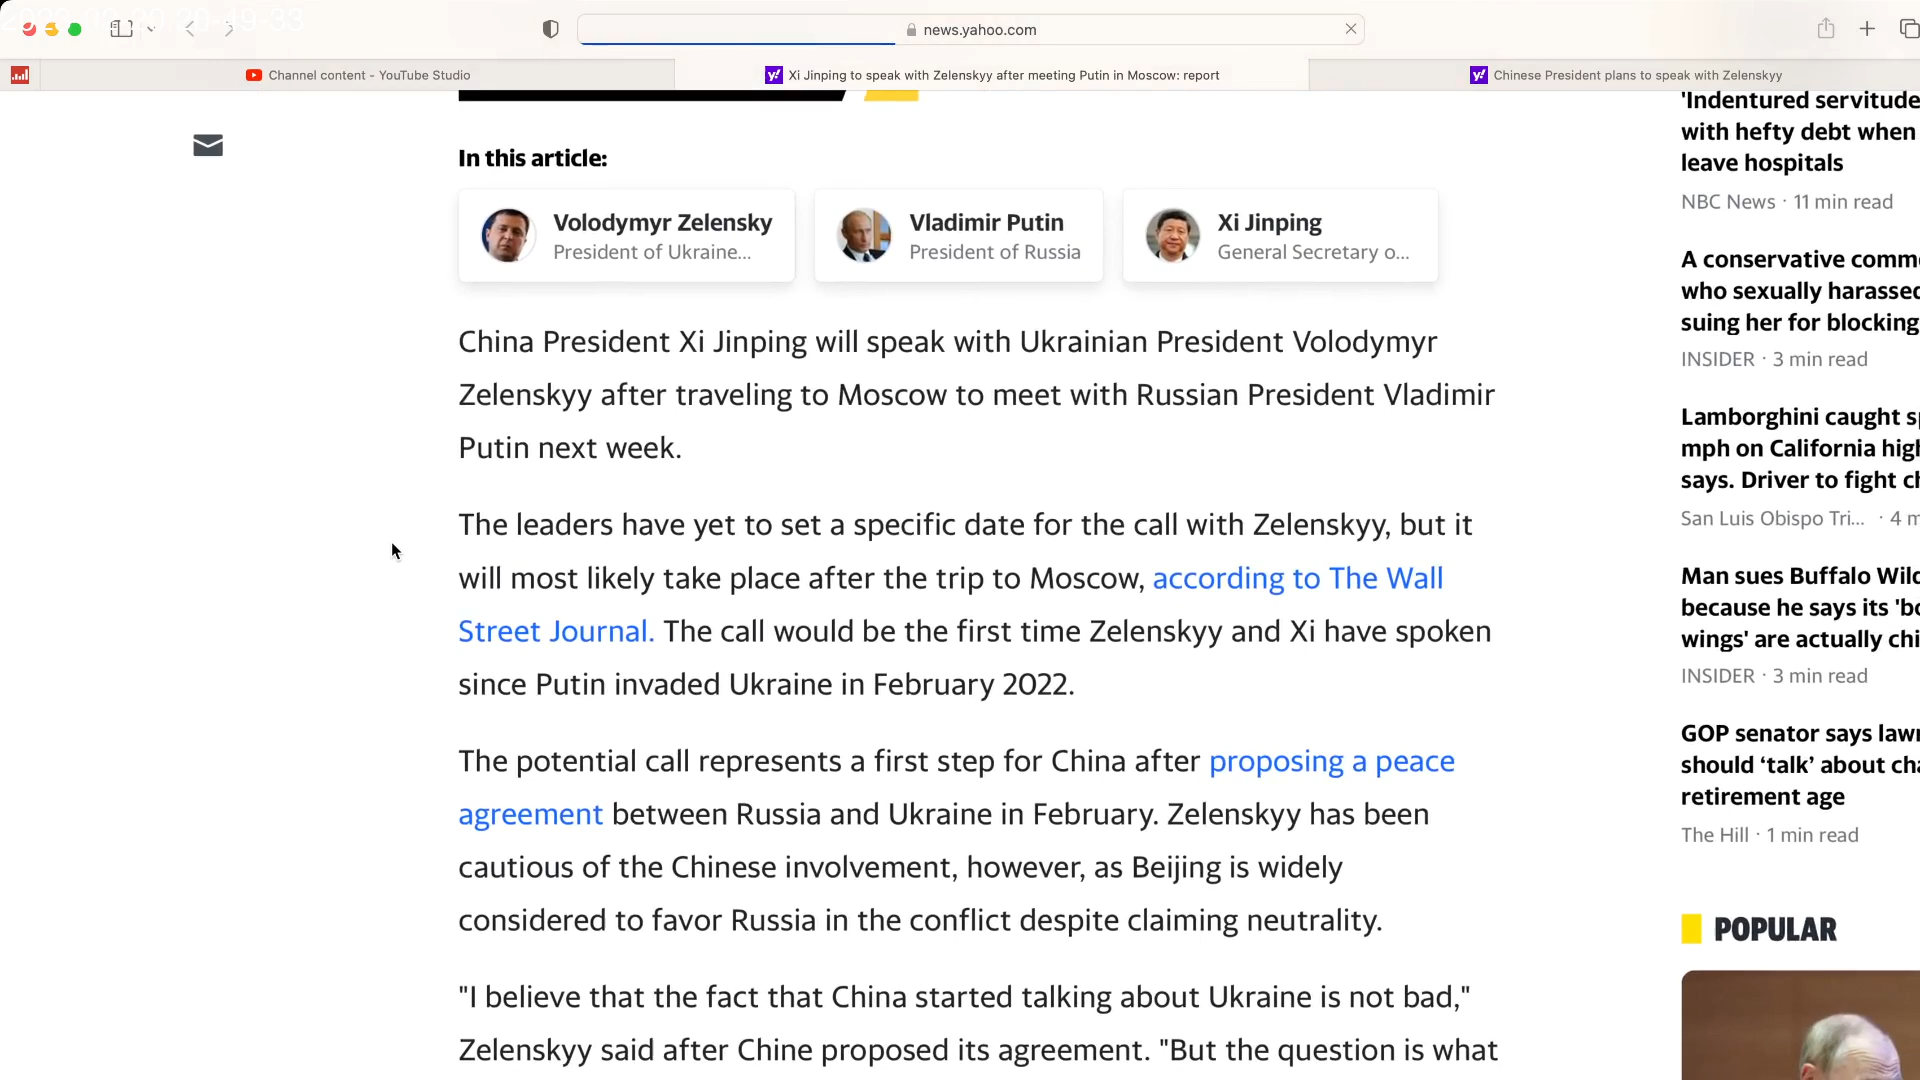 news.yahoo.com
Channel content - YouTube Studio
Xi Jinping to speak with Zelenskyy after meeting Putin in Moscow: report
Chinese President plans to speak with Zelenskyy
In this article:
Volodymyr Zelensky
President of Ukraine...
Vladimir Putin
President of Russia
Xi Jinping
General Secretary o...
China President Xi Jinping will speak with Ukrainian President Volodymyr
Zelenskyy after traveling to Moscow to meet with Russian President Vladimir
Putin next week.
The leaders have yet to set a specific date for the call with Zelenskyy, but it
will most likely take place after the trip to Moscow, according to The Wall
Street Journal. The call would be the first time Zelenskyy and Xi have spoken
since Putin invaded Ukraine in February 2022.
The potential call represents a first step for China after proposing a peace
agreement between Russia and Ukraine in February. Zelenskyy has been
cautious of the Chinese involvement, however, as Beijing is widely
considered to favor Russia in the conflict despite claiming neutrality.
"I believe that the fact that China started talking about Ukraine is not bad,"
Zelenskyy said after Chine proposed its agreement. "But the question is what
'Indentured servitude
with hefty debt when
leave hospitals
NBC News · 11 min read
A conservative comm
who sexually harassed
suing her for blocking
INSIDER · 3 min read
Lamborghini caught sp
mph on California high
says. Driver to fight ch
San Luis Obispo Tri... · 4 m
Man sues Buffalo Wild
because he says its 'bo
wings' are actually chi
INSIDER · 3 min read
GOP senator says lawm
should ‘talk’ about cha
retirement age
The Hill · 1 min read
POPULAR